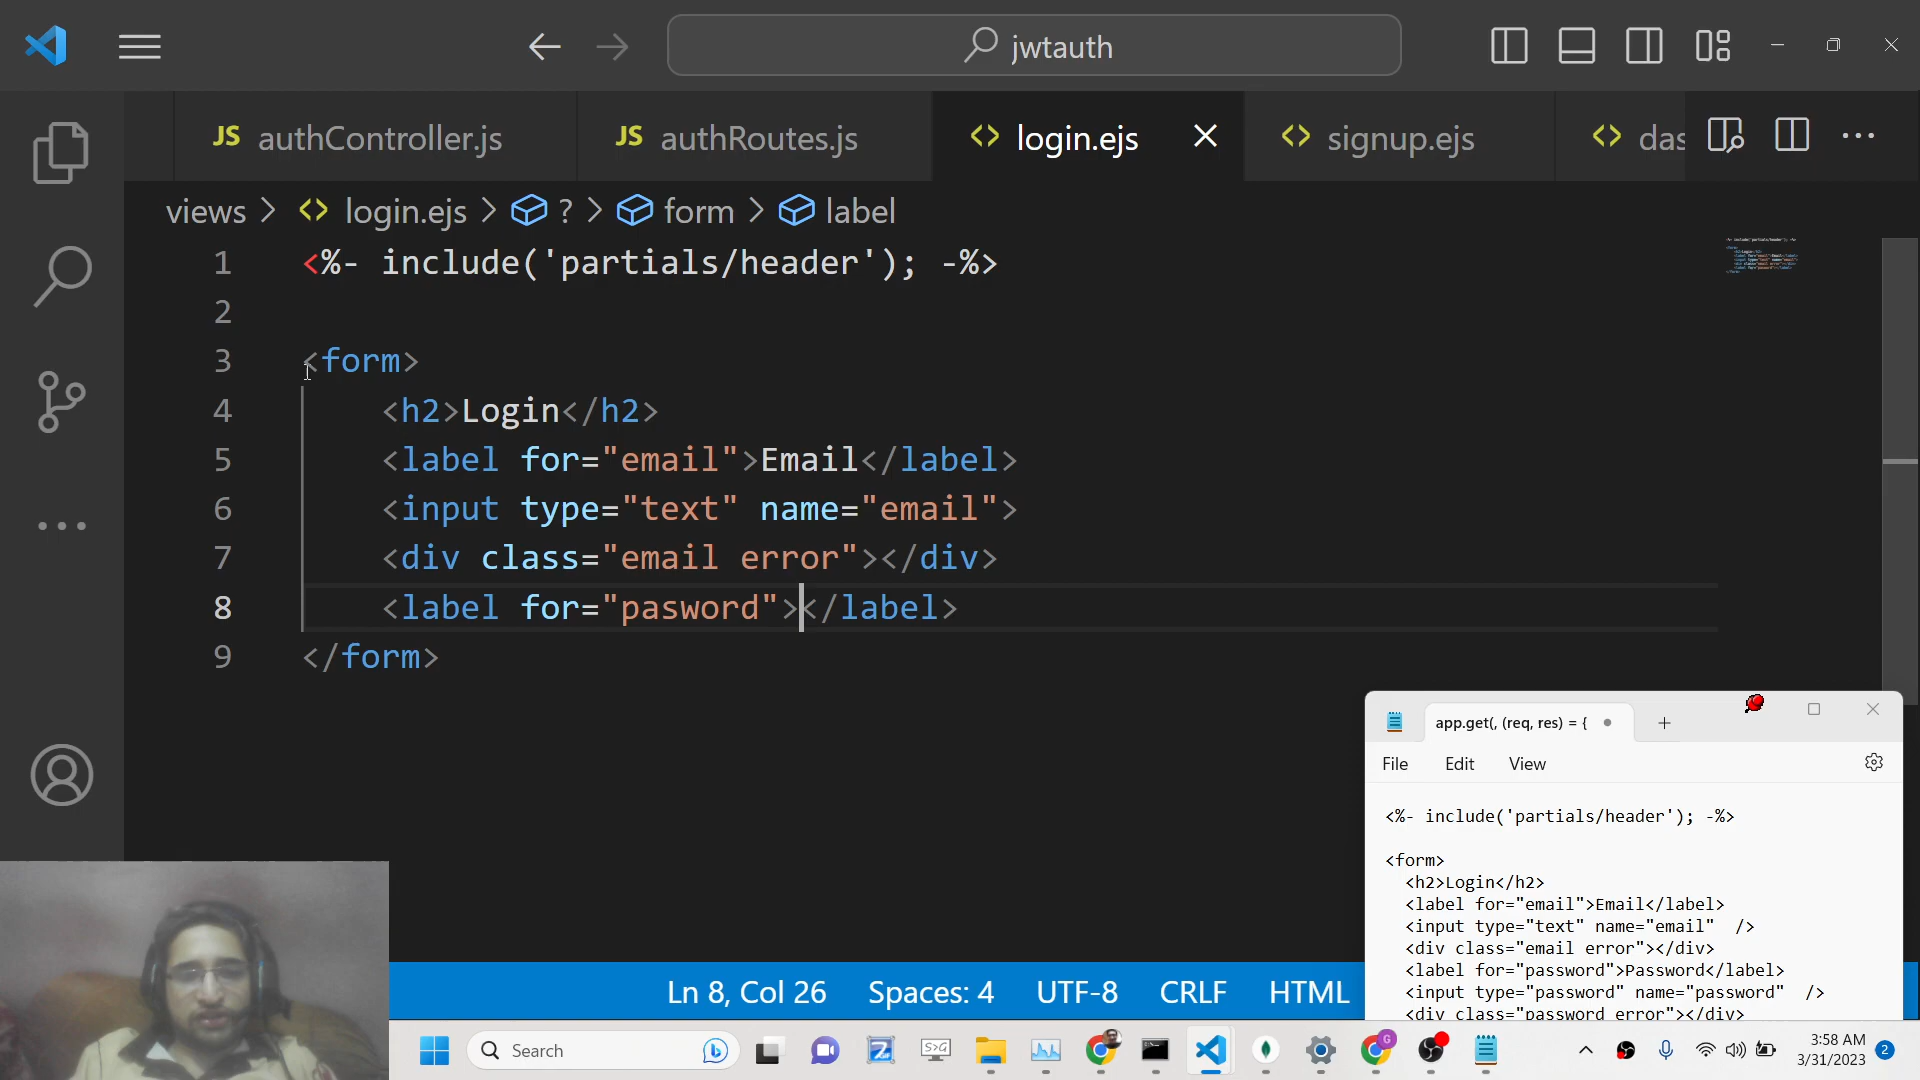 jwtauth
JS authController.js
JS authRoutes.js
login.ejs
signup.ejs
das
views > login.ejs > ? > form > label
1 <%- include('partials/header'); -%>
2
3 <form>
4 <h2>Login</h2>
5 <label for="email">Email</label>
6 <input type="text" name="email">
7 <div class="email error"></div>
8 <label for="pasword"></label>
9 </form>
app.get(, (req, res) = {
File Edit View
<%- include('partials/header'); -%>
<form>
<h2>Login</h2>
<label for="email">Email</label>
<input type="text" name="email" />
<div class="email error"></div>
<label for="password">Password</label>
<input type="password" name="password" />
<div class="password error"></div>
Ln 8, Col 26 Spaces: 4 UTF-8 CRLF HTML
Search
3:58 AM
3/31/2023
2